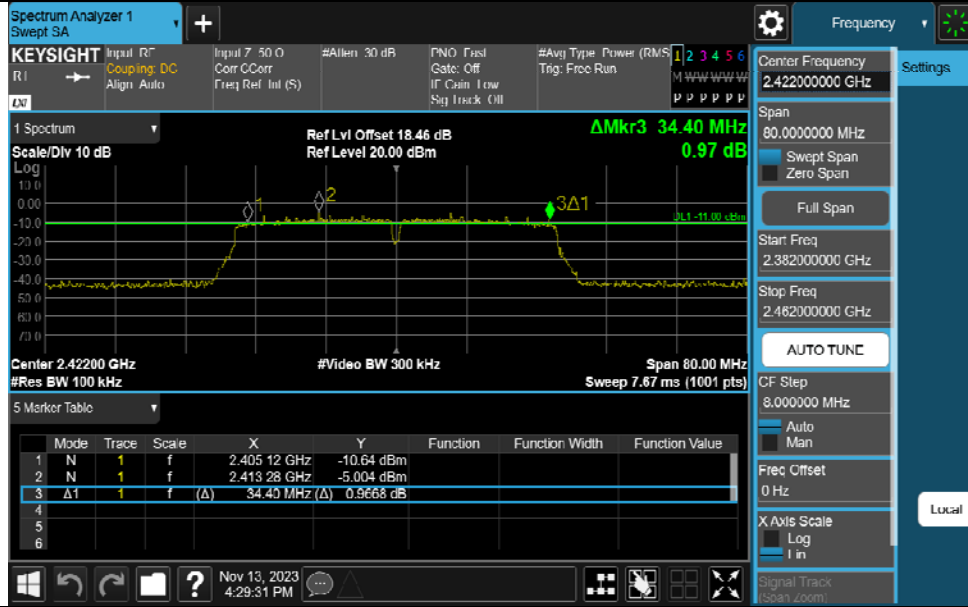 Spectrum Analyzer 1
Swept SA
Frequency
KEYSIGHT
Input: RF
Coupling: DC
Align: Auto
Input Z: 50 Ω
Corr CCorr
Freq Ref: Int (S)
#Atten: 30 dB
PNO: Fast
Gate: Off
IF Gain: Low
Sig Track: Off
#Avg Type: Power (RMS
Trig: Free Run
1 2 3 4 5 6
M W W W W W
P P P P P P
LXI
1 Spectrum
Scale/Div 10 dB
Log
Ref Lvl Offset 18.46 dB
Ref Level 20.00 dBm
ΔMkr3 34.40 MHz
0.97 dB
10.0
0.00
-10.0
-20.0
-30.0
-40.0
-50.0
-60.0
-70.0
1
2
3Δ1
DL1 -11.00 dBm
Center 2.42200 GHz
#Res BW 100 kHz
#Video BW 300 kHz
Span 80.00 MHz
Sweep 7.67 ms (1001 pts)
5 Marker Table
Mode Trace Scale X Y Function Function Width Function Value
1 N 1 f 2.405 12 GHz -10.64 dBm
2 N 1 f 2.413 28 GHz -5.004 dBm
3 Δ1 1 f (Δ) 34.40 MHz (Δ) 0.9668 dB
4
5
6
Nov 13, 2023
4:29:31 PM
Center Frequency
2.422000000 GHz
Settings
Span
80.0000000 MHz
Swept Span
Zero Span
Full Span
Start Freq
2.382000000 GHz
Stop Freq
2.462000000 GHz
AUTO TUNE
CF Step
8.000000 MHz
Auto
Man
Freq Offset
0 Hz
X Axis Scale
Log
Lin
Local
Signal Track
(Span Zoom)